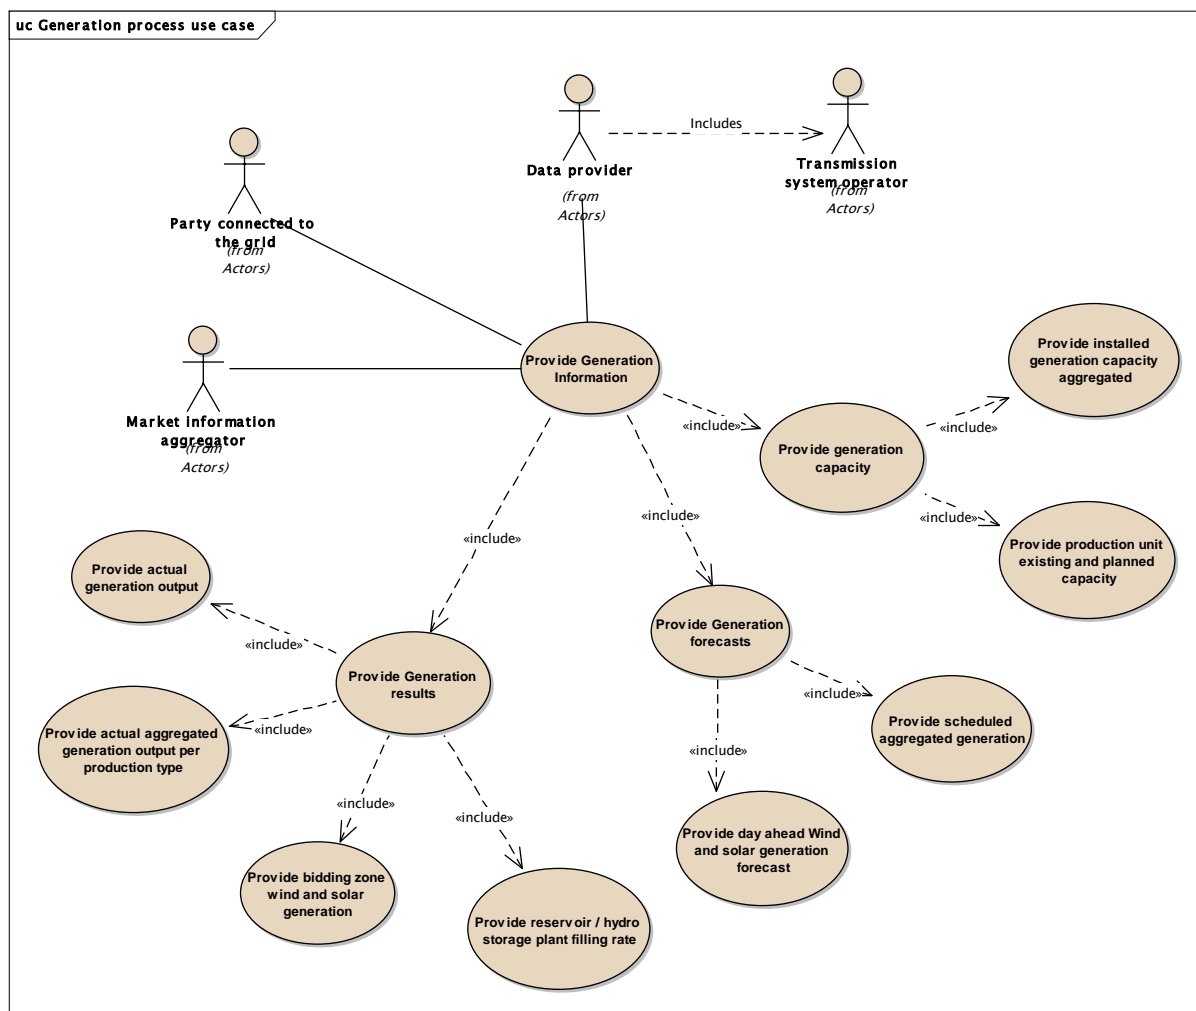 uc Generation process use case
Includes
Data provider
(from
Actors)
Transmission
system operator
(from
Actors)
Party connected to
the grid
(from
Actors)
Market information
aggregator
(from
Actors)
Provide Generation
Information
Provide installed
generation capacity
aggregated
«include»
«include»
Provide generation
capacity
«include»
Provide production unit
existing and planned
capacity
«include»
«include»
Provide actual
generation output
«include»
Provide Generation
results
Provide Generation
forecasts
«include»
Provide scheduled
aggregated generation
«include»
Provide actual aggregated
generation output per
production type
«include»
«include»
Provide day ahead Wind
and solar generation
forecast
«include»
«include»
Provide bidding zone
wind and solar
generation
Provide reservoir / hydro
storage plant filling rate